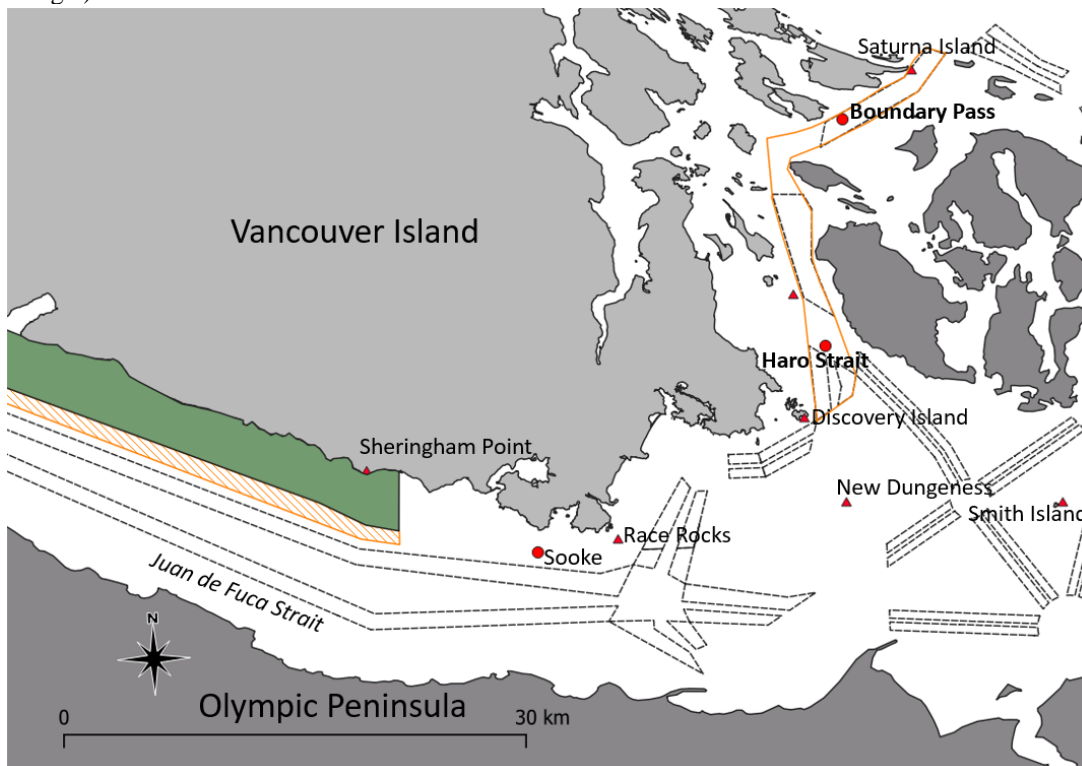 Saturna Island
Boundary Pass
Vancouver Island
Haro Strait
Discovery Island
Sheringham Point
New Dungeness
Smith Island
Race Rocks
Sooke
Juan de Fuca Strait
N
Olympic Peninsula
0
30 km